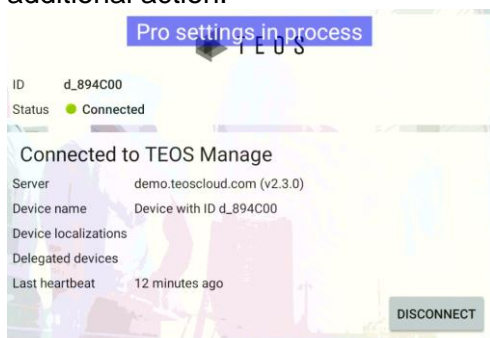 additional action.
Pro settings in process
TEOS
ID d_894C00
Status Connected
Connected to TEOS Manage
Server demo.teoscloud.com (v2.3.0)
Device name Device with ID d_894C00
Device localizations
Delegated devices
Last heartbeat 12 minutes ago
DISCONNECT